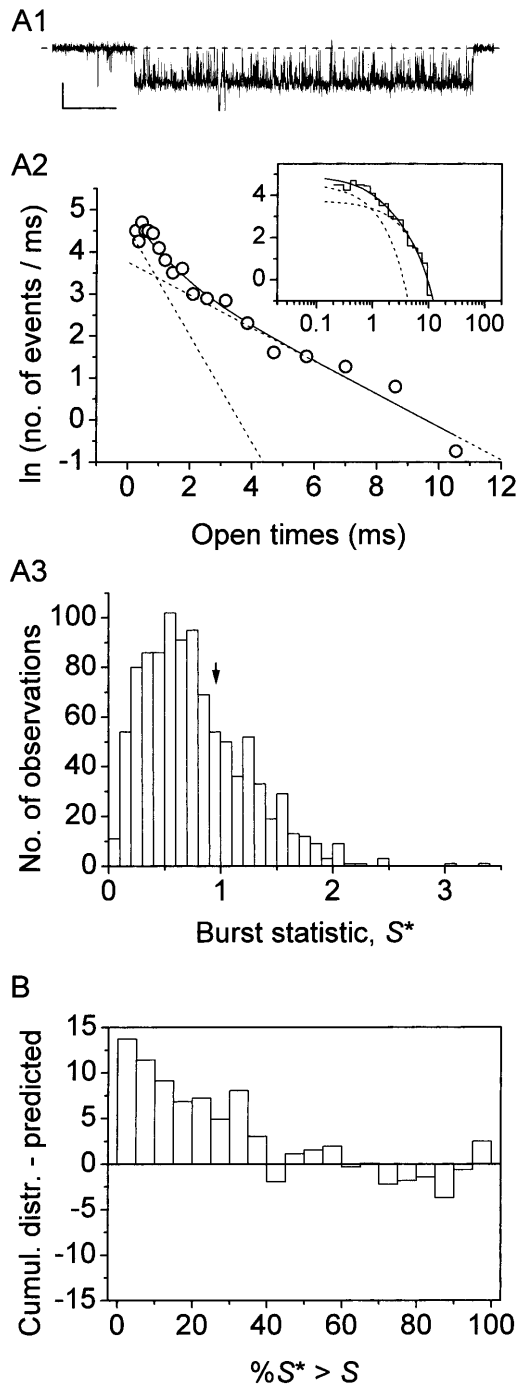 A1
A2
ln (no. of events / ms)
5
4
3
2
1
0
-1
0 2 4 6 8 10 12
Open times (ms)
4
2
0
0.1 1 10 100
A3
No. of observations
100
80
60
40
20
0
0 1 2 3
Burst statistic, S*
B
Cumul. distr. - predicted
15
10
5
0
-5
-10
-15
0 20 40 60 80 100
%S* > S